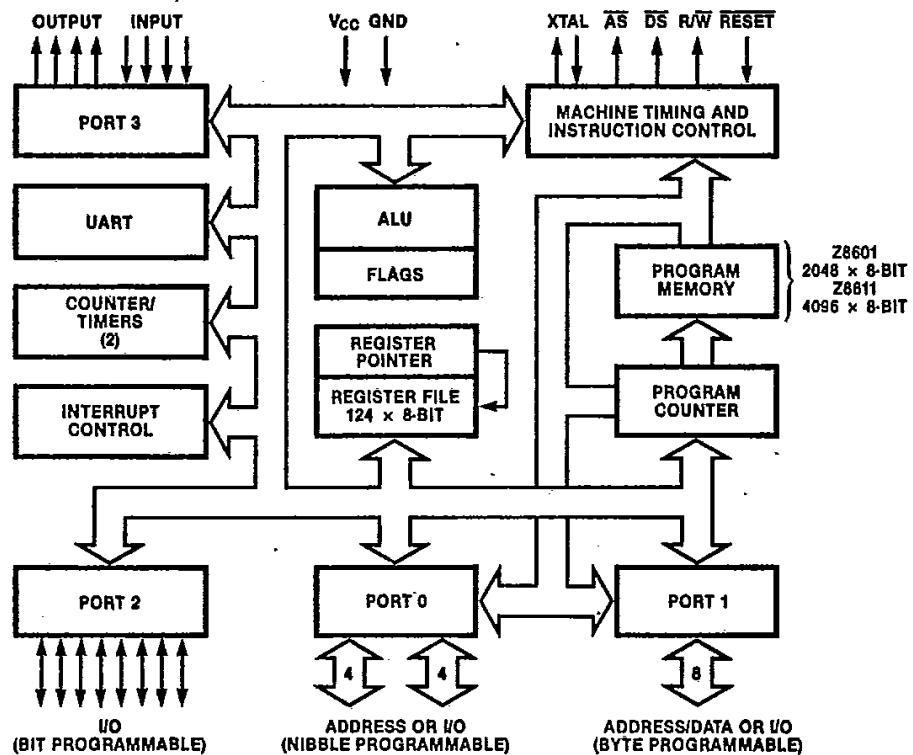 OUTPUT INPUT
VCC GND
XTAL AS DS R/W RESET
PORT 3
MACHINE TIMING AND
INSTRUCTION CONTROL
UART
ALU
FLAGS
PROGRAM
MEMORY
Z8601
2048 × 8-BIT
Z8611
4096 × 8-BIT
COUNTER/
TIMERS
(2)
REGISTER
POINTER
REGISTER FILE
124 × 8-BIT
PROGRAM
COUNTER
INTERRUPT
CONTROL
PORT 2
PORT 0
PORT 1
4
4
8
I/O
(BIT PROGRAMMABLE)
ADDRESS OR I/O
(NIBBLE PROGRAMMABLE)
ADDRESS/DATA OR I/O
(BYTE PROGRAMMABLE)